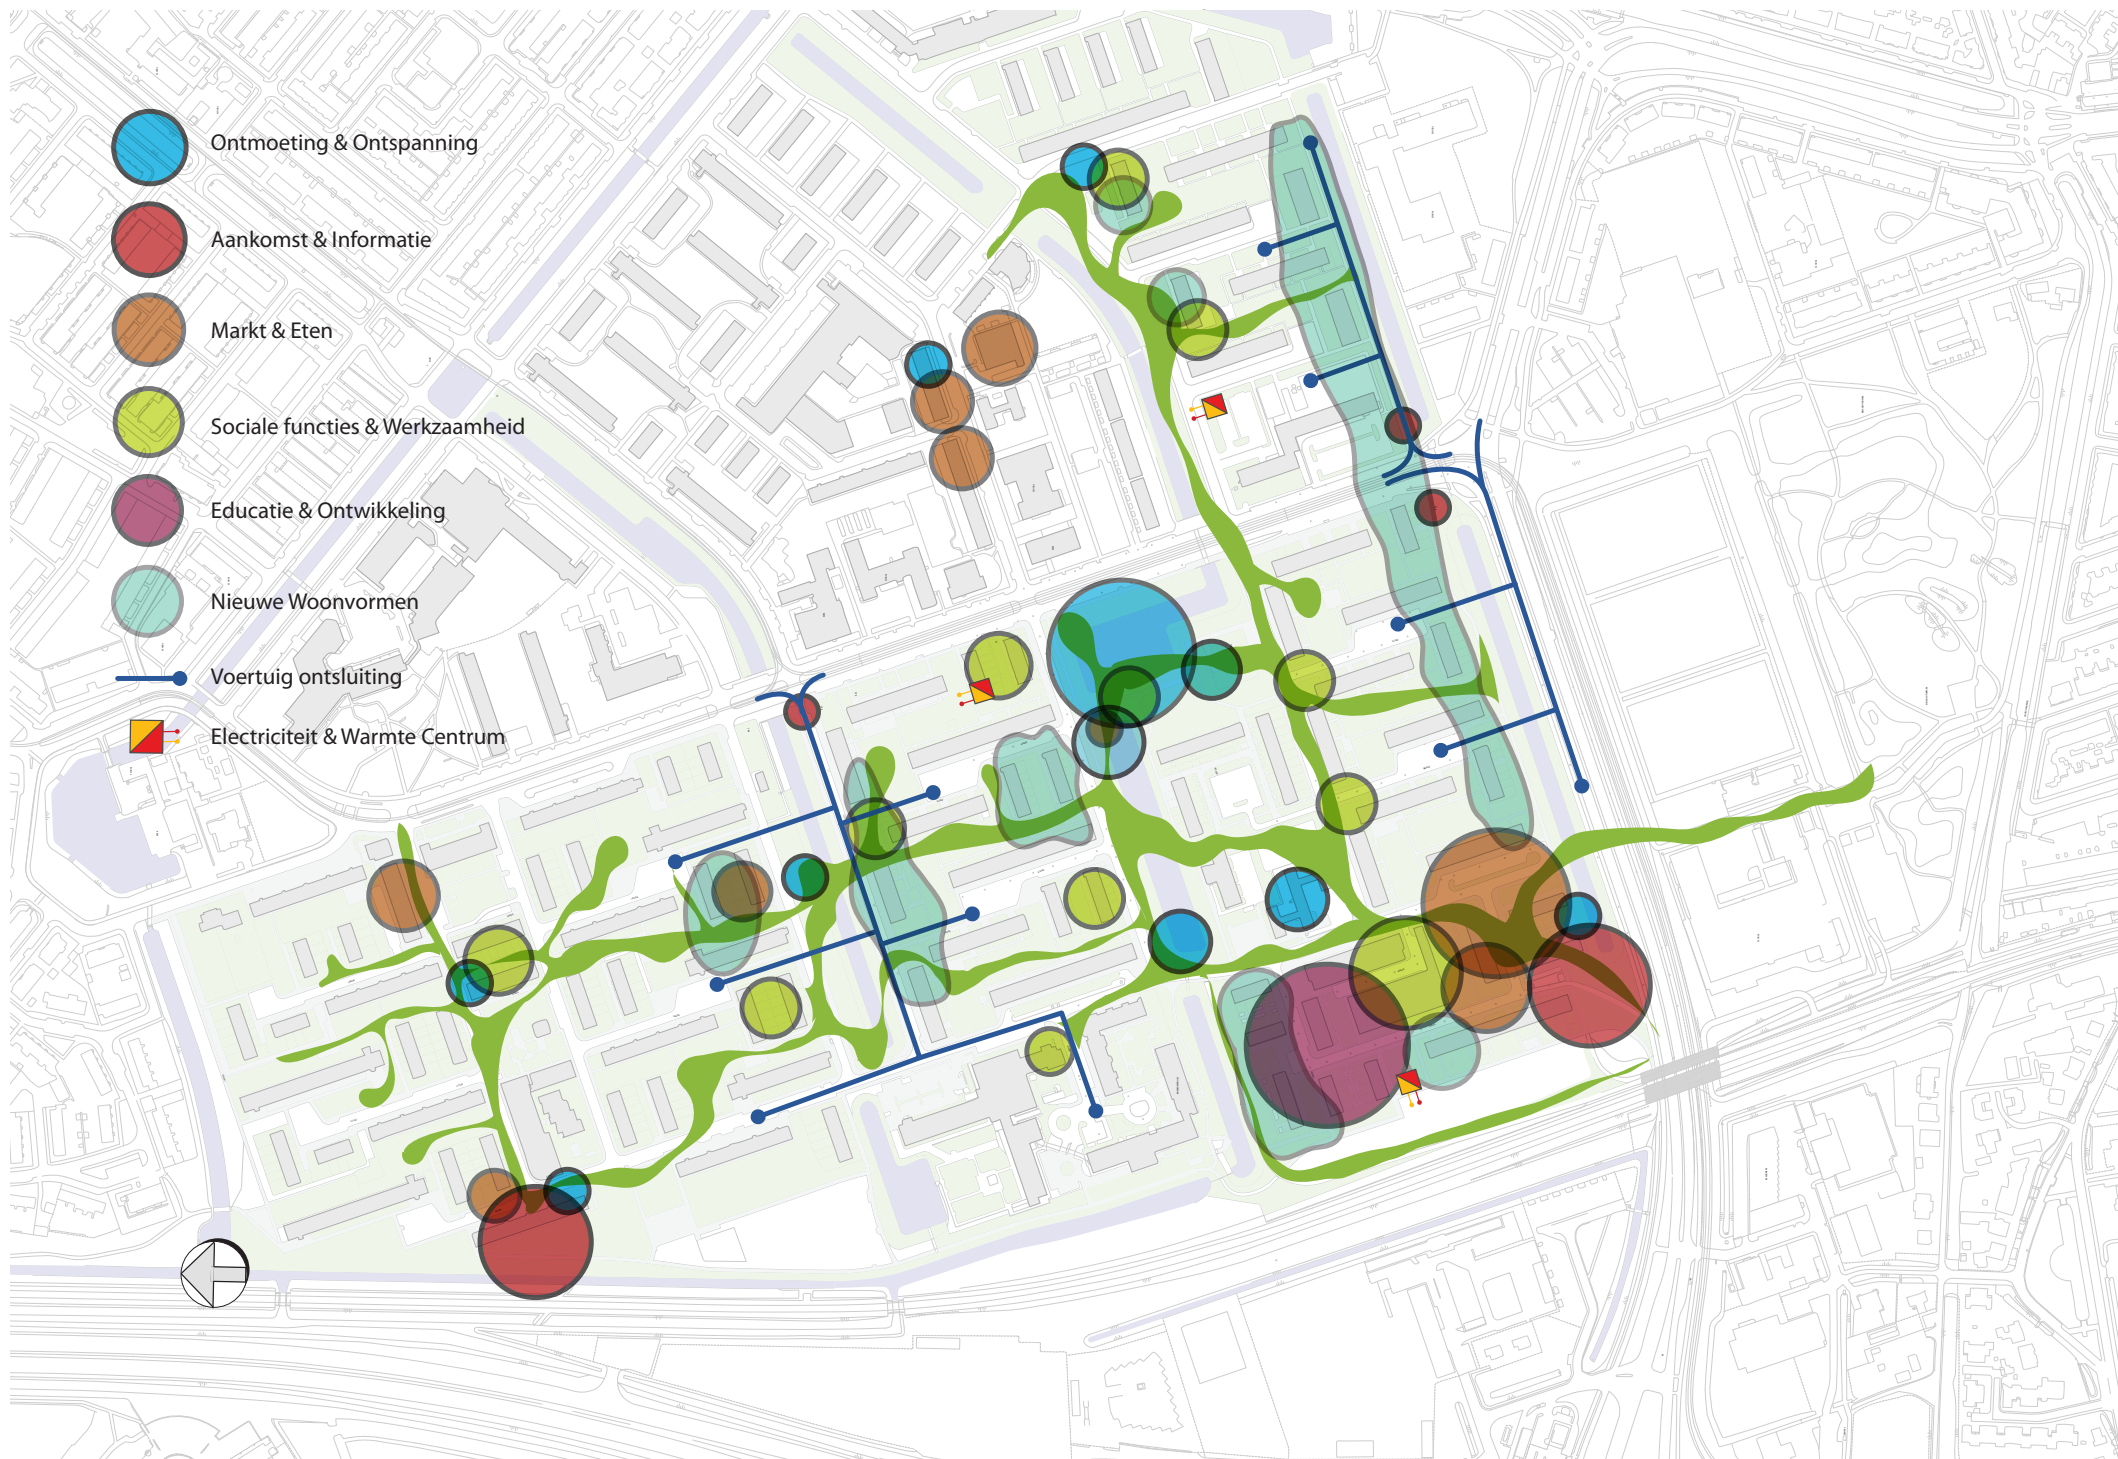 Ontmoeting & Ontspanning
Aankomst & Informatie
Markt & Eten
Sociale functies & Werkzaamheid
Educatie & Ontwikkeling
Nieuwe Woonvormen
Voertuig ontsluiting
Electriciteit & Warmte Centrum